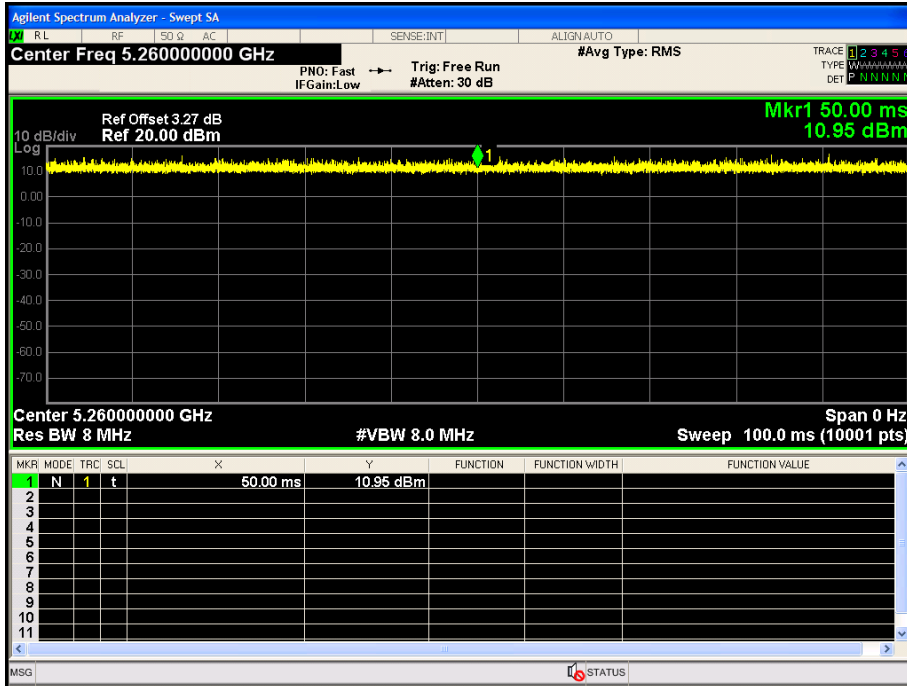 Agilent Spectrum Analyzer - Swept SA
LXI RL RF 50 Ω AC SENSE:INT ALIGN AUTO
Center Freq 5.260000000 GHz #Avg Type: RMS TRACE 1 2 3 4 5 6
PNO: Fast Trig: Free Run TYPE WWWWWW
IFGain:Low #Atten: 30 dB DET P N N N N N
Mkr1 50.00 ms
Ref Offset 3.27 dB
10 dB/div Ref 20.00 dBm 10.95 dBm
Log
1
10.0
0.00
-10.0
-20.0
-30.0
-40.0
-50.0
-60.0
-70.0
Center 5.260000000 GHz Span 0 Hz
Res BW 8 MHz #VBW 8.0 MHz Sweep 100.0 ms (10001 pts)
MKR MODE TRC SCL X Y FUNCTION FUNCTION WIDTH FUNCTION VALUE
1 N 1 t 50.00 ms 10.95 dBm
2
3
4
5
6
7
8
9
10
11
MSG STATUS